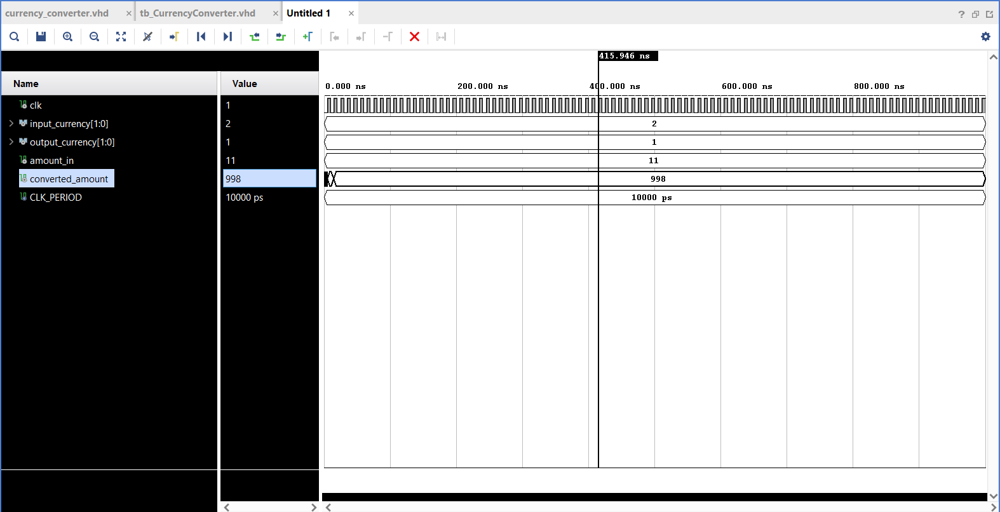 currency_converter.vhd × tb_CurrencyConverter.vhd × Untitled 1 × ?
415.946 ns
Name Value
0.000 ns 200.000 ns 400.000 ns 600.000 ns 800.000 ns
clk 1
input_currency[1:0] 2 2
output_currency[1:0] 1 1
amount_in 11 11
converted_amount 998 998
CLK_PERIOD 10000 ps 10000 ps